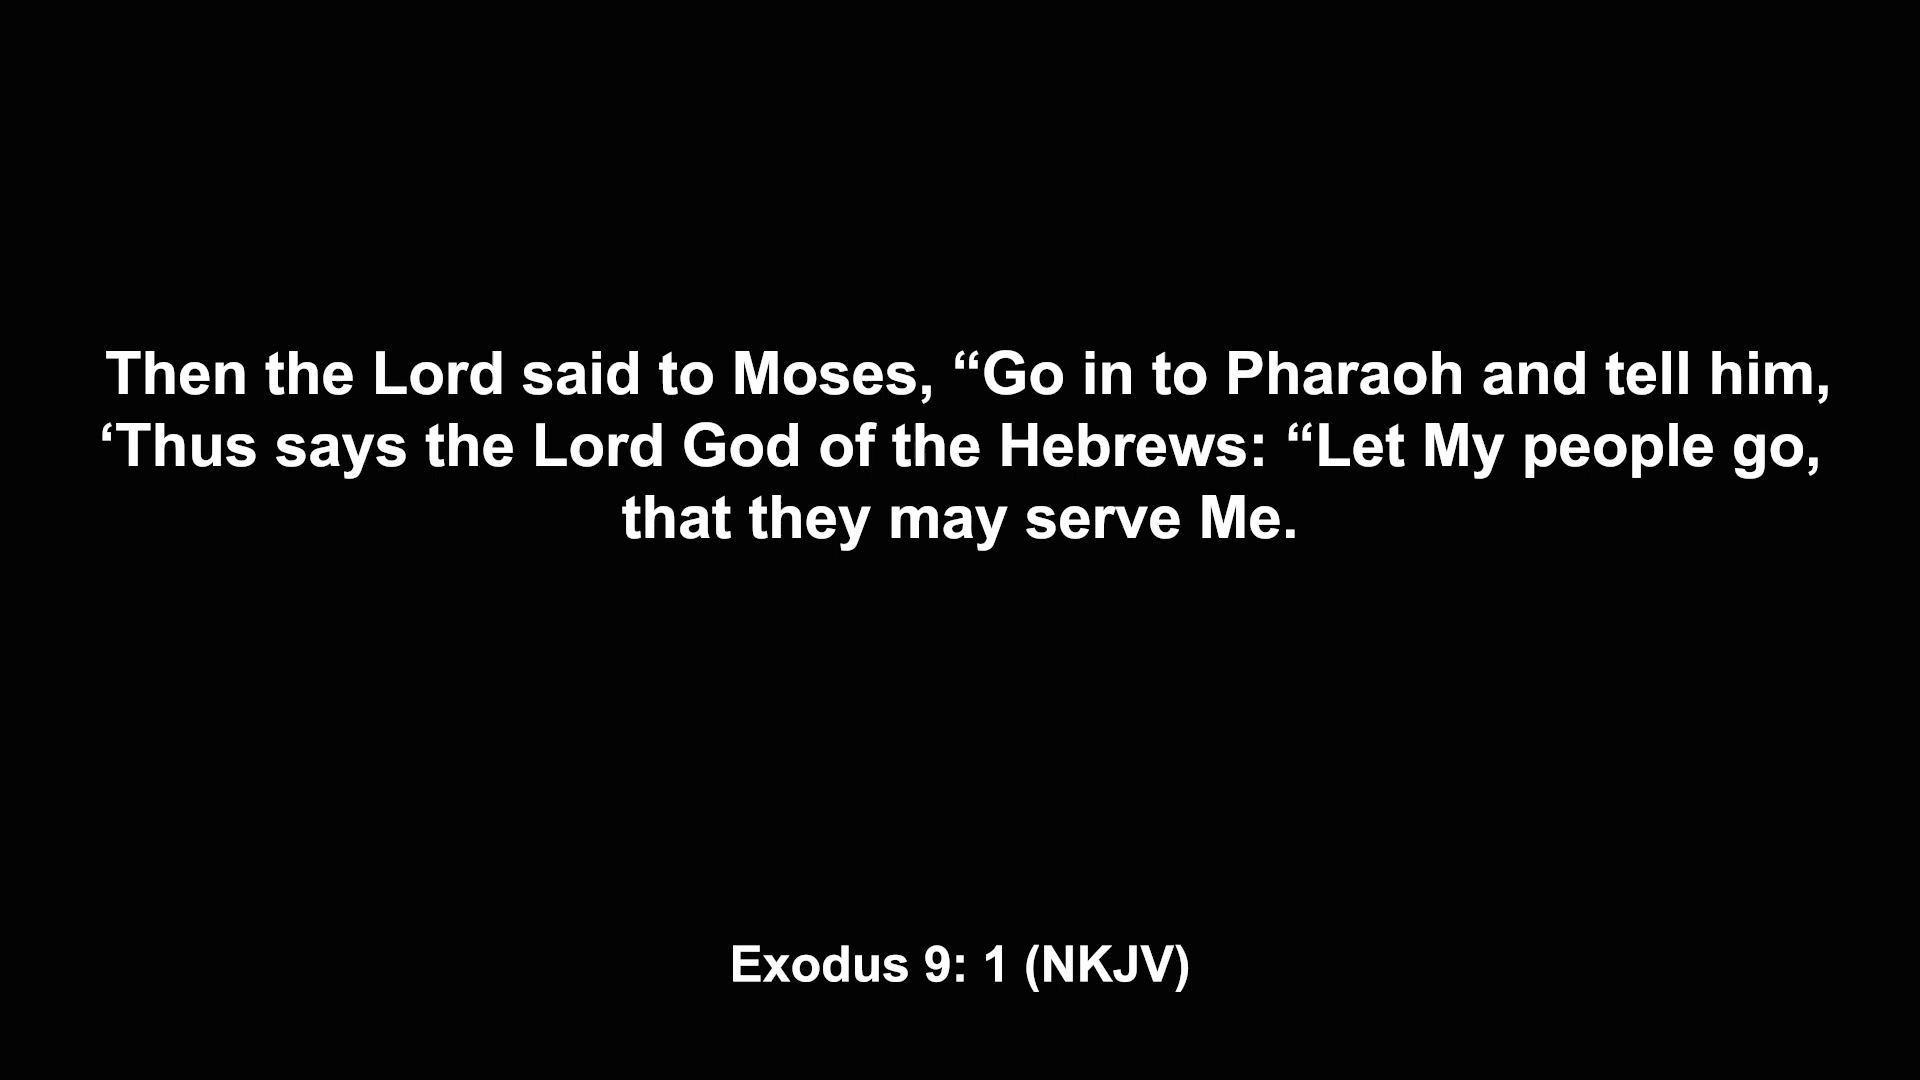 Then the Lord said to Moses, “Go in to Pharaoh and tell him,
‘Thus says the Lord God of the Hebrews: “Let My people go,
that they may serve Me.
Exodus 9: 1 (NKJV)